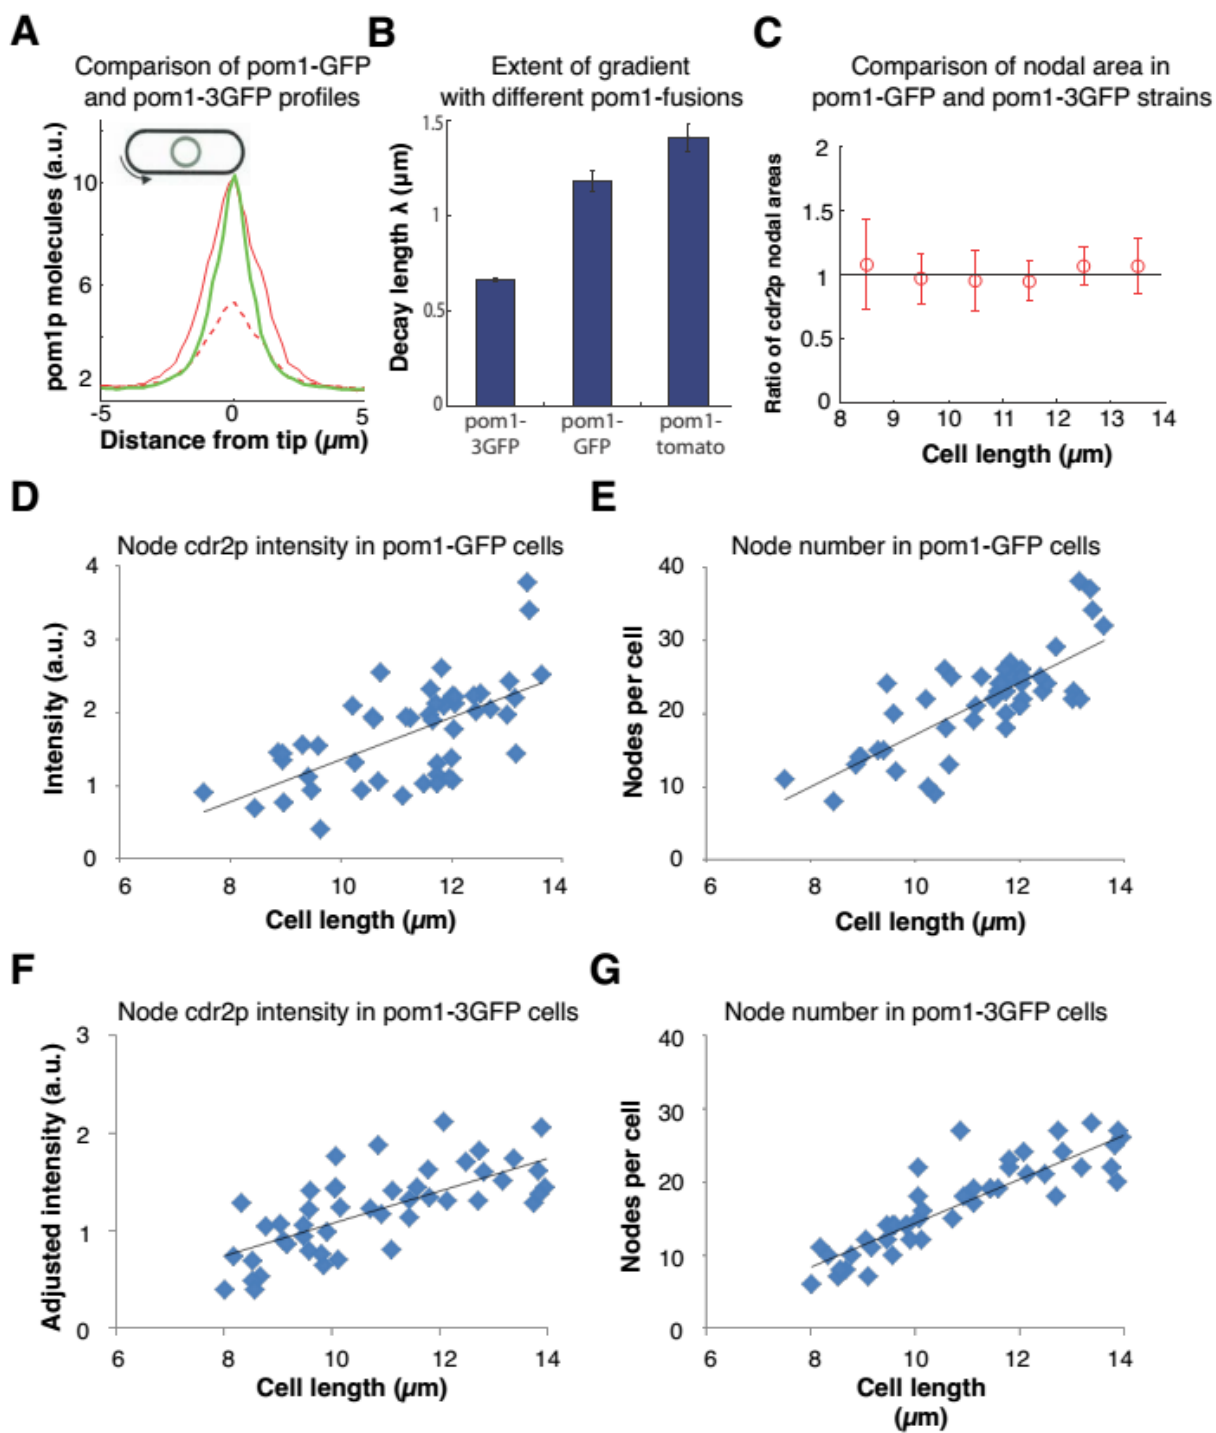 A
Comparison of pom1-GFP
and pom1-3GFP profiles
pom1p molecules (a.u.)
10
6
2
-5
0
5
Distance from tip (µm)
B
Extent of gradient
with different pom1-fusions
Decay length λ (µm)
1.5
1
0.5
0
pom1-
3GFP
pom1-
GFP
pom1-
tomato
C
Comparison of nodal area in
pom1-GFP and pom1-3GFP strains
Ratio of cdr2p nodal areas
2
1.5
1
0.5
0
8
9
10
11
12
13
14
Cell length (µm)
D
Node cdr2p intensity in pom1-GFP cells
Intensity (a.u.)
4
3
2
1
0
6
8
10
12
14
Cell length (µm)
E
Node number in pom1-GFP cells
Nodes per cell
40
30
20
10
0
6
8
10
12
14
Cell length (µm)
F
Node cdr2p intensity in pom1-3GFP cells
Adjusted intensity (a.u.)
3
2
1
0
6
8
10
12
14
Cell length (µm)
G
Node number in pom1-3GFP cells
Nodes per cell
40
30
20
10
0
6
8
10
12
14
Cell length
(µm)